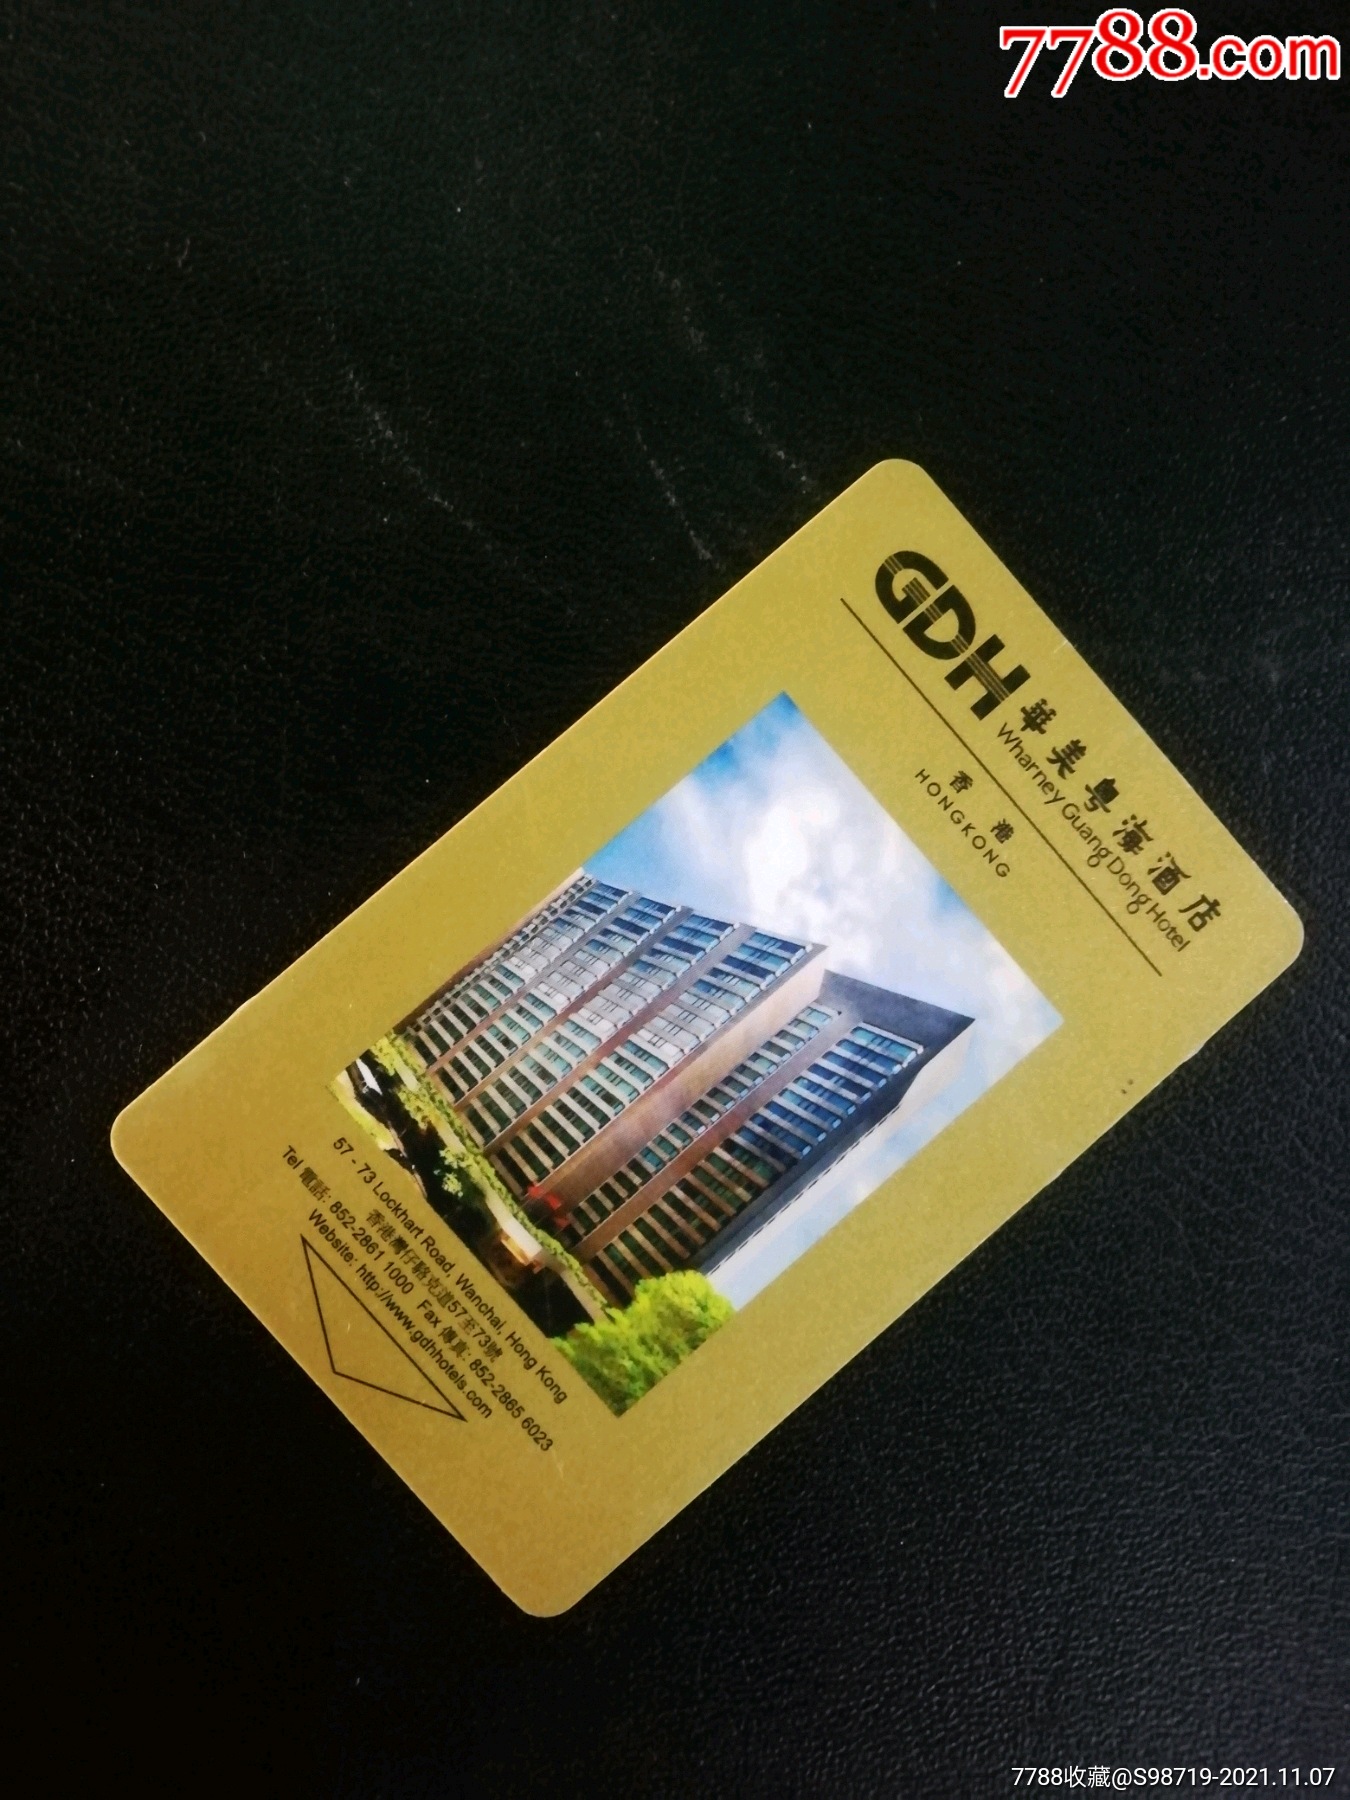 7788.com
GDH 華美粤海酒店
Wharney Guang Dong Hotel
香港
HONGKONG
57 - 73 Lockhart Road, Wanchai, Hong Kong
香港灣仔駱克道57至73號
Tel 電話: 852-2861 1000 Fax 傳真: 852-2865 6023
Website: http://www.gdhhotels.com
7788收藏@S98719-2021.11.07